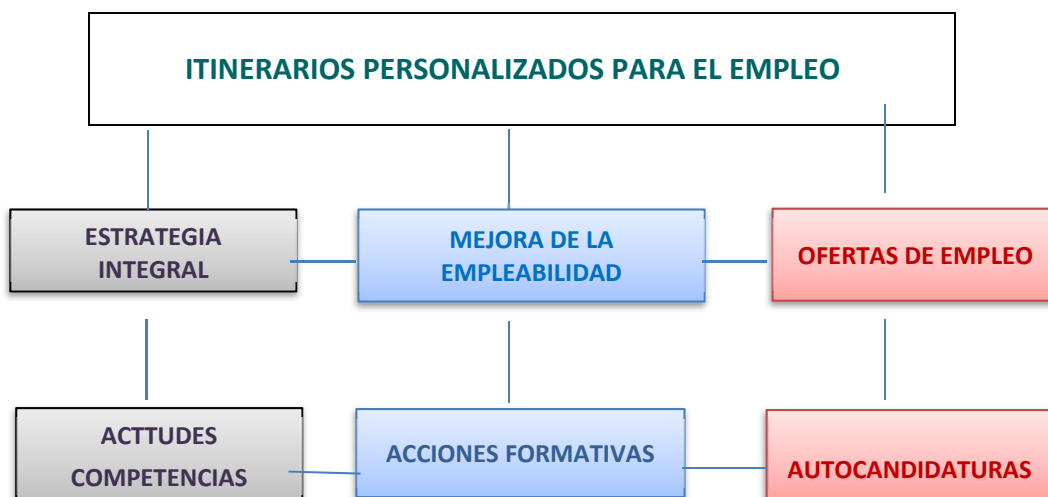 ITINERARIOS PERSONALIZADOS PARA EL EMPLEO
ESTRATEGIA
INTEGRAL
MEJORA DE LA
EMPLEABILIDAD
OFERTAS DE EMPLEO
ACTTUDES
COMPETENCIAS
ACCIONES FORMATIVAS
AUTOCANDIDATURAS